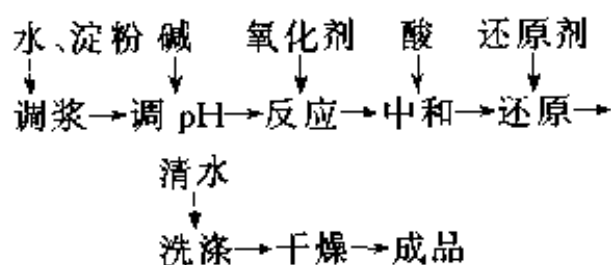 水、淀粉 碱 氧化剂 酸 还原剂
调浆→调 pH→反应→中和→还原→
清水
洗涤→干燥→成品